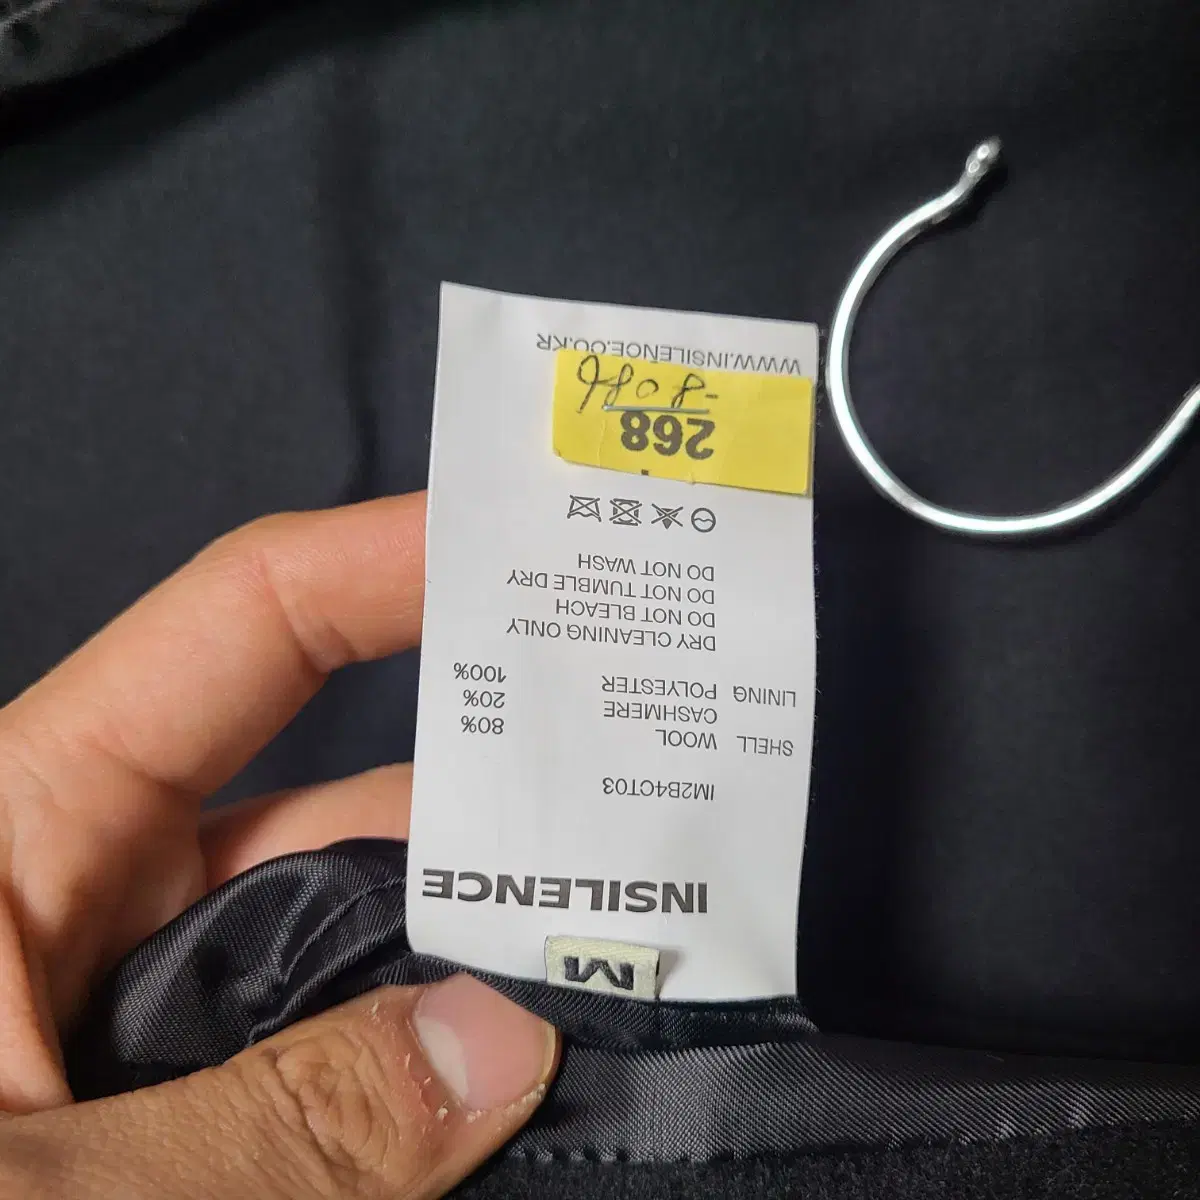 M
INSILENCE
IM2B4CT03
SHELL WOOL 80%
CASHMERE 20%
LINING POLYESTER 100%
DRY CLEANING ONLY
DO NOT BLEACH
DO NOT TUMBLE DRY
DO NOT WASH
268
WWW.INSILENCE.CO.KR